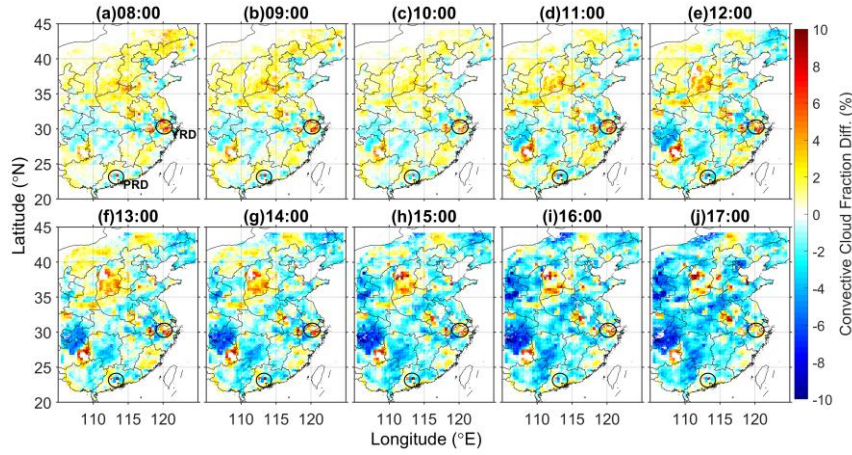 (a)08:00 (b)09:00 (c)10:00 (d)11:00 (e)12:00
45
40
35
30
25
20
YRD
PRD
(f)13:00 (g)14:00 (h)15:00 (i)16:00 (j)17:00
45
40
35
30
25
20
110 115 120 110 115 120 110 115 120 110 115 120 110 115 120
Latitude (°N)
Longitude (°E)
10
8
6
4
2
0
-2
-4
-6
-8
-10
Convective Cloud Fraction Diff. (%)